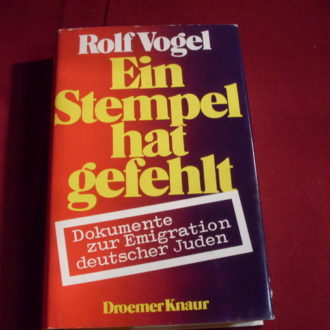 Rolf Vogel
Ein
Stempel
hat
gefehlt
Dokumente
zur Emigration
deutscher Juden
Droemer Knaur